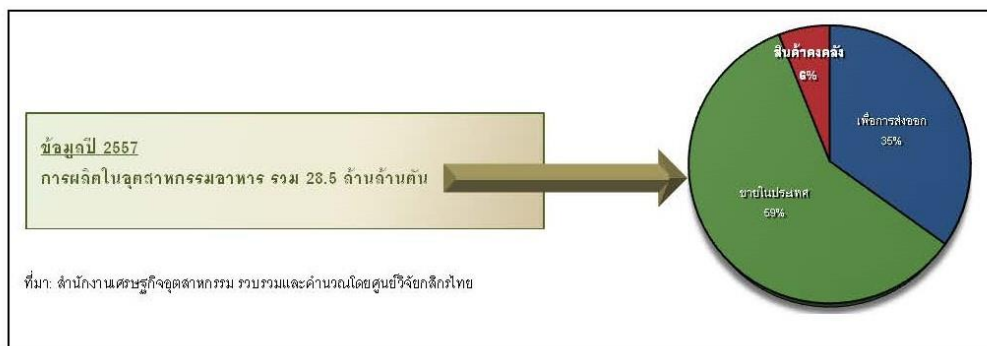 ข้อมูลปี 2557
การผลิตในอุตสาหกรรมอาหาร รวม 28.5 ล้านล้านตัน
สินค้าคงคลัง
6%
เพื่อการส่งออก
35%
ขายในประเทศ
59%
ที่มา: สำนักงานเศรษฐกิจอุตสาหกรรม รวบรวมและคำนวณโดยศูนย์วิจัยกสิกรไทย